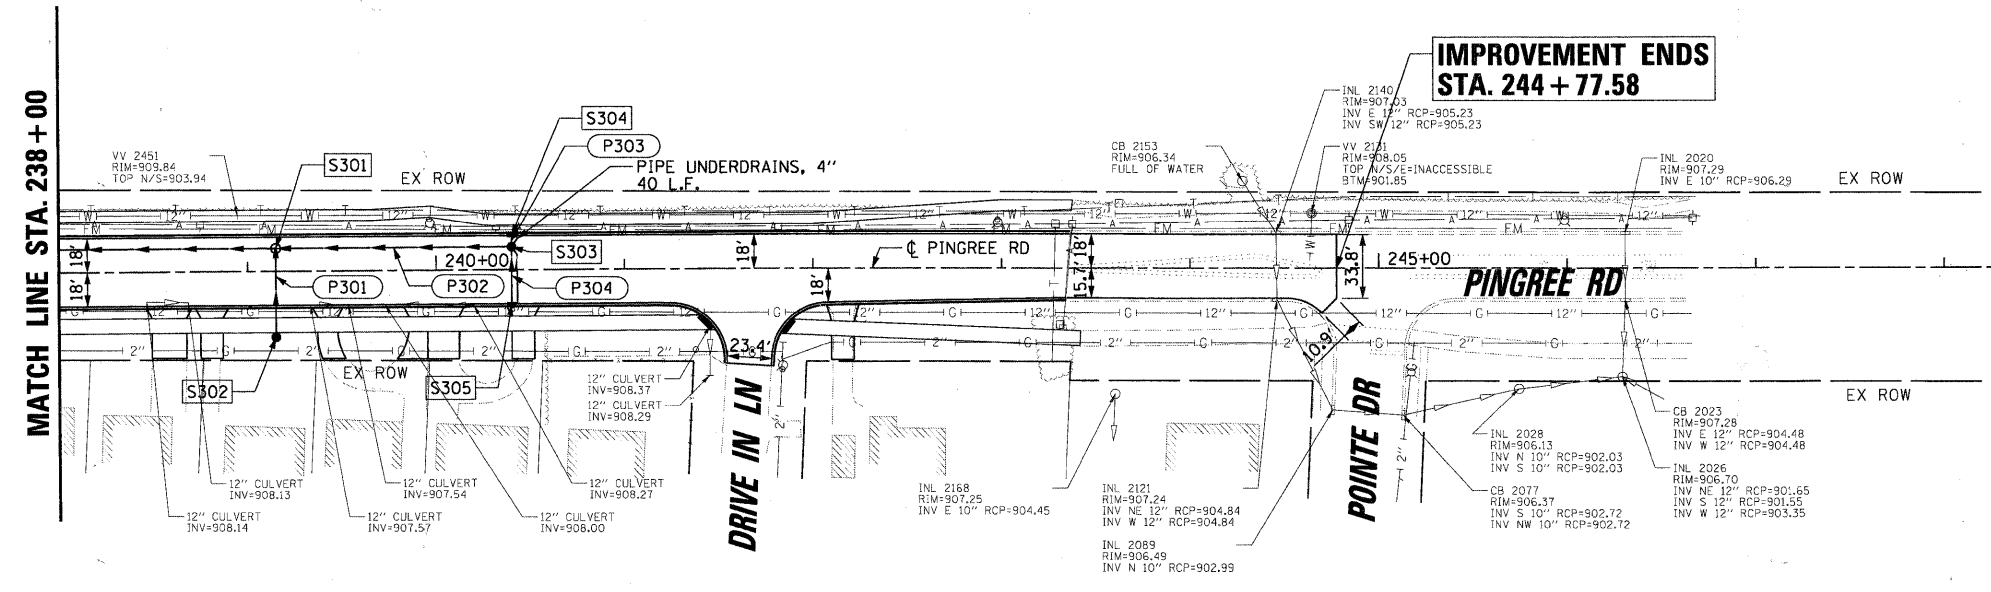 MATCH LINE STA. 238+00
VV 2451
RIM=909.84
TOP N/S=903.94
S301
EX ROW
S304
P303
PIPE UNDERDRAINS, 4"
40 L.F.
S303
240+00
P301
P302
P304
18'
18'
18'
18'
℄ PINGREE RD
18'
15.7'
33.8'
IMPROVEMENT ENDS
STA. 244+77.58
INL 2140
RIM=907.03
INV E 12" RCP=905.23
INV SW 12" RCP=905.23
CB 2153
RIM=906.34
FULL OF WATER
VV 2131
RIM=908.05
TOP N/S/E=INACCESSIBLE
BTM=901.85
INL 2020
RIM=907.29
INV E 10" RCP=906.29
EX ROW
245+00
PINGREE RD
S302
EX ROW
S305
23.4'
10.9'
12" CULVERT
INV=908.37
12" CULVERT
INV=908.29
DRIVE IN LN
POINTE DR
EX ROW
12" CULVERT
INV=908.13
12" CULVERT
INV=907.54
12" CULVERT
INV=908.27
12" CULVERT
INV=908.14
12" CULVERT
INV=907.57
12" CULVERT
INV=908.00
INL 2168
RIM=907.25
INV E 10" RCP=904.45
INL 2121
RIM=907.24
INV NE 12" RCP=904.84
INV W 12" RCP=904.84
INL 2089
RIM=906.49
INV N 10" RCP=902.99
INL 2028
RIM=906.13
INV N 10" RCP=902.03
INV S 10" RCP=902.03
CB 2077
RIM=906.37
INV S 10" RCP=902.72
INV NW 10" RCP=902.72
CB 2023
RIM=907.28
INV E 12" RCP=904.48
INV W 12" RCP=904.48
INL 2026
RIM=906.70
INV NE 12" RCP=901.65
INV S 12" RCP=901.55
INV W 12" RCP=903.35